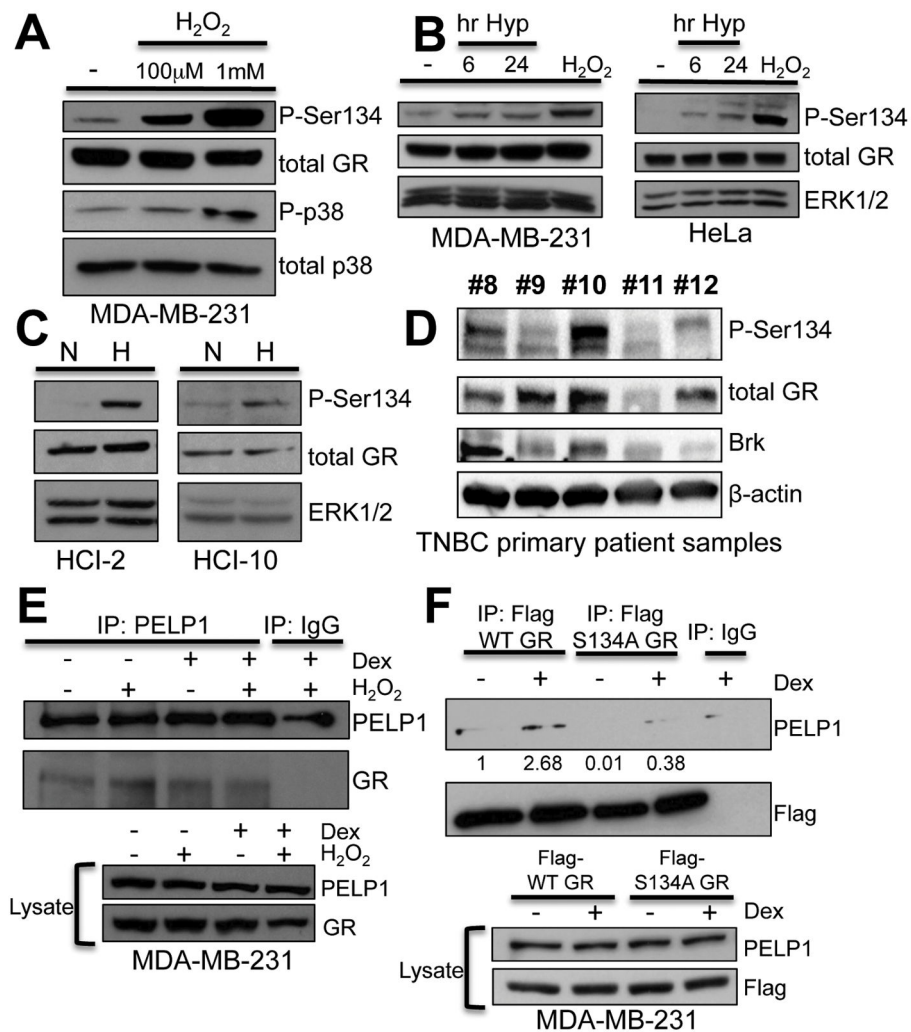 A
H₂O₂
- 100µM 1mM
P-Ser134
total GR
P-p38
total p38
MDA-MB-231
B
hr Hyp
- 6 24 H₂O₂
MDA-MB-231
hr Hyp
- 6 24 H₂O₂
P-Ser134
total GR
ERK1/2
HeLa
C
N H
N H
P-Ser134
total GR
ERK1/2
HCI-2
HCI-10
D
#8 #9 #10 #11 #12
P-Ser134
total GR
Brk
β-actin
TNBC primary patient samples
E
IP: PELP1 IP: IgG
- - + + + Dex
- + - + + H₂O₂
PELP1
GR
- - + + Dex
- + - + H₂O₂
Lysate
PELP1
GR
MDA-MB-231
F
IP: Flag
WT GR
IP: Flag
S134A GR
IP: IgG
- + - + + Dex
PELP1
1 2.68 0.01 0.38
Flag
Flag-
WT GR
Flag-
S134A GR
- + - + Dex
Lysate
PELP1
Flag
MDA-MB-231